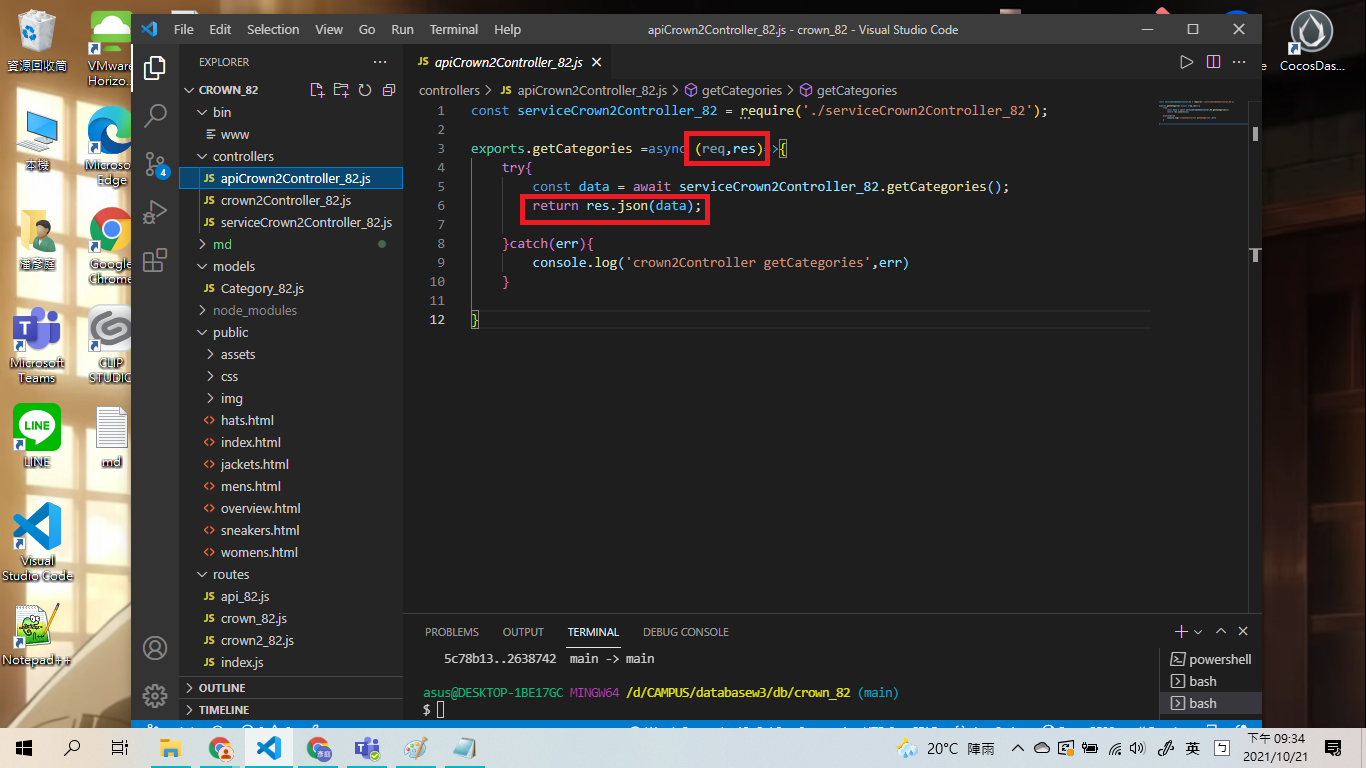 File Edit Selection View Go Run Terminal Help
apiCrown2Controller_82.js - crown_82 - Visual Studio Code
資源回收筒
VMware
Horizo...
本機
Microso
Edge
潘彥庭
Google
Chrome
Microsoft
Teams
CLIP
STUDIO
LINE
LINE
md
Visual
Studio Code
Notepad++
CocosDas...
EXPLORER
CROWN_82
bin
www
controllers
JS apiCrown2Controller_82.js
JS crown2Controller_82.js
JS serviceCrown2Controller_82.js
md
models
JS Category_82.js
node_modules
public
assets
css
img
<> hats.html
<> index.html
<> jackets.html
<> mens.html
<> overview.html
<> sneakers.html
<> womens.html
routes
JS api_82.js
JS crown_82.js
JS crown2_82.js
JS index.js
OUTLINE
TIMELINE
4
JS apiCrown2Controller_82.js
controllers > JS apiCrown2Controller_82.js > getCategories > getCategories
1 const serviceCrown2Controller_82 = require('./serviceCrown2Controller_82');
2
3 exports.getCategories =async (req,res)=>{
4 try{
5 const data = await serviceCrown2Controller_82.getCategories();
6 return res.json(data);
7
8 }catch(err){
9 console.log('crown2Controller getCategories',err)
10 }
11
12 }
PROBLEMS OUTPUT TERMINAL DEBUG CONSOLE
5c78b13..2638742 main -> main
asus@DESKTOP-1BE17GC MINGW64 /d/CAMPUS/databasew3/db/crown_82 (main)
$
powershell
bash
bash
20°C 陣雨
英
下午 09:34
2021/10/21